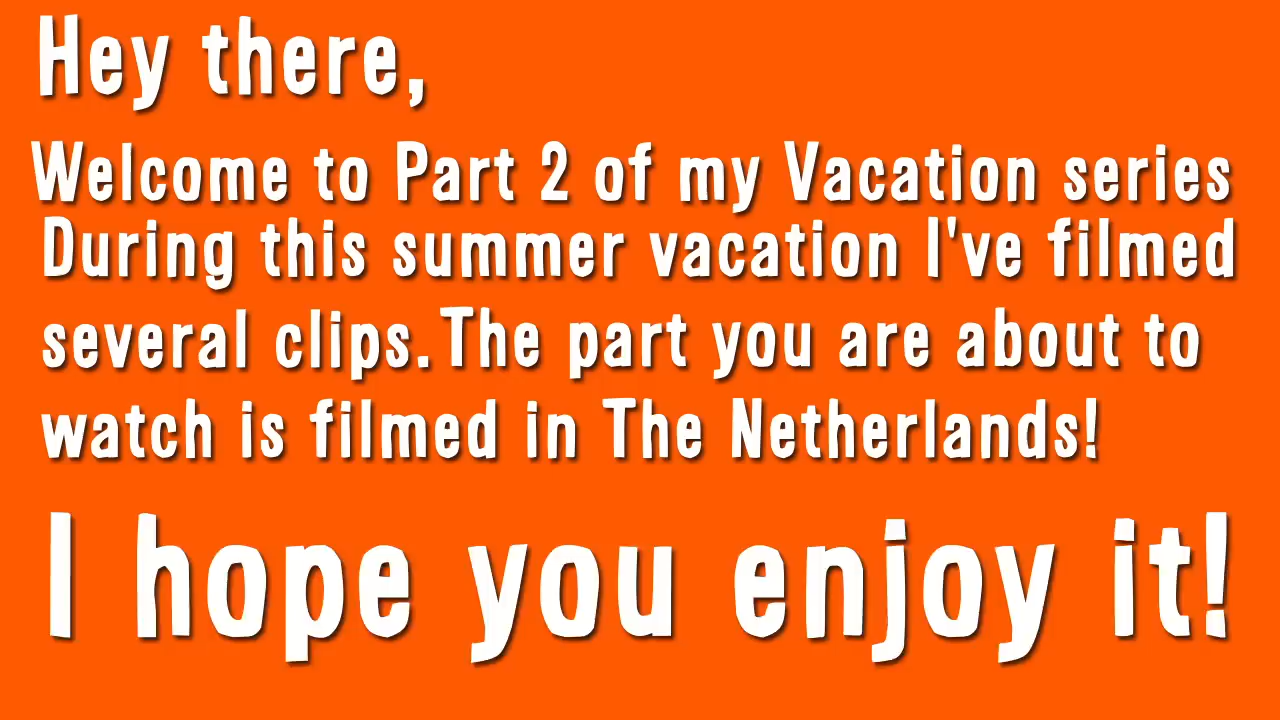 Hey there,
Welcome to Part 2 of my Vacation series
During this summer vacation I've filmed
several clips.The part you are about to
watch is filmed in The Netherlands!
I hope you enjoy it!